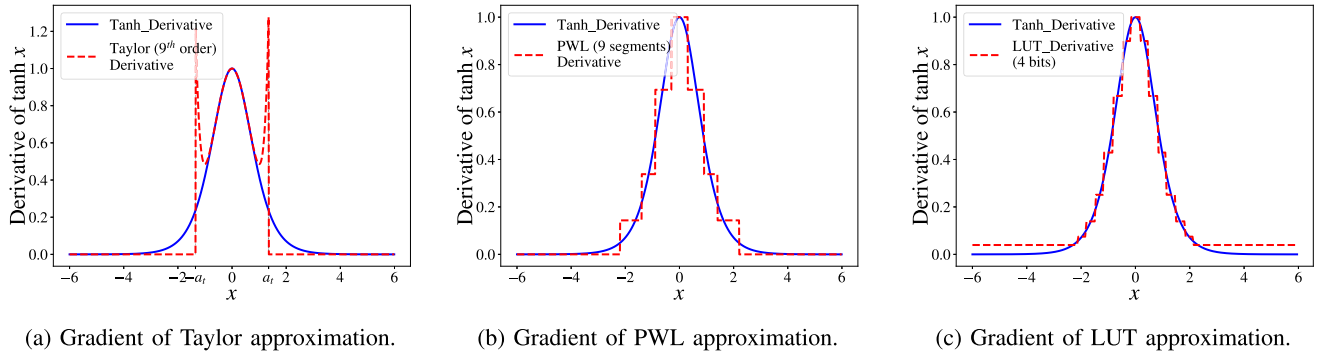 Tanh_Derivative
Taylor (9th order)
Derivative
Derivative of tanh x
1.2
1.0
0.8
0.6
0.4
0.2
0.0
−6 −4 −2 −aₜ 0 aₜ 2 4 6
x
(a) Gradient of Taylor approximation.
Tanh_Derivative
PWL (9 segments)
Derivative
Derivative of tanh x
1.0
0.8
0.6
0.4
0.2
0.0
−6 −4 −2 0 2 4 6
x
(b) Gradient of PWL approximation.
Tanh_Derivative
LUT_Derivative
(4 bits)
Derivative of tanh x
1.0
0.8
0.6
0.4
0.2
0.0
−6 −4 −2 0 2 4 6
x
(c) Gradient of LUT approximation.